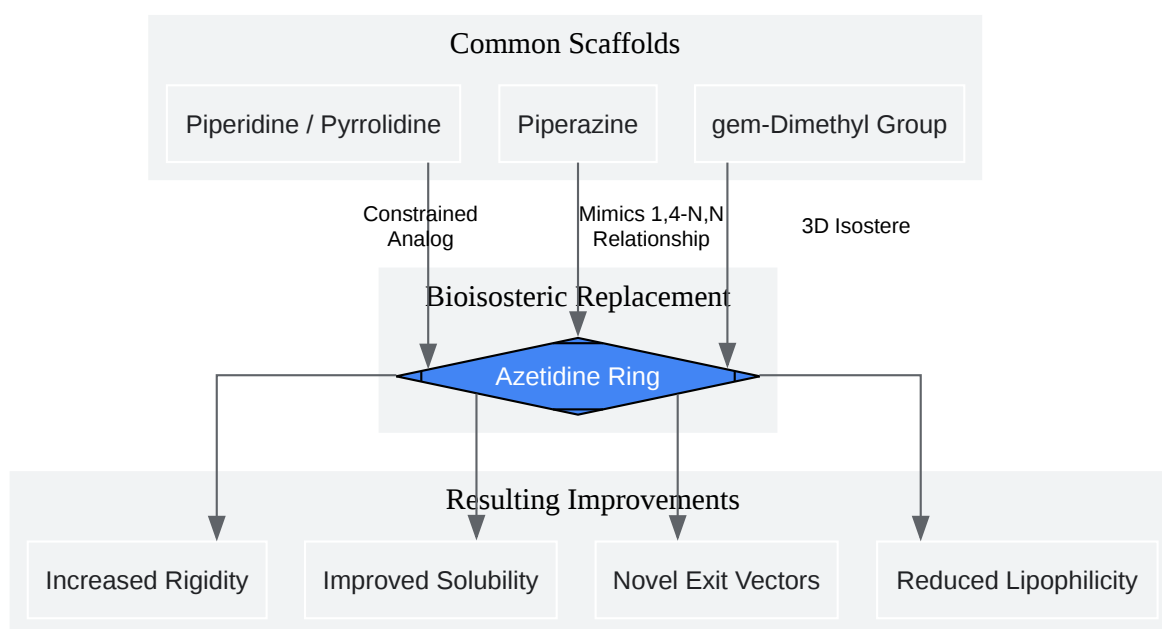 Common Scaffolds
Piperidine / Pyrrolidine
Piperazine
gem-Dimethyl Group
Constrained
Analog
Mimics 1,4-N,N
Relationship
3D Isostere
Bioisosteric Replacement
Azetidine Ring
Resulting Improvements
Increased Rigidity
Improved Solubility
Novel Exit Vectors
Reduced Lipophilicity